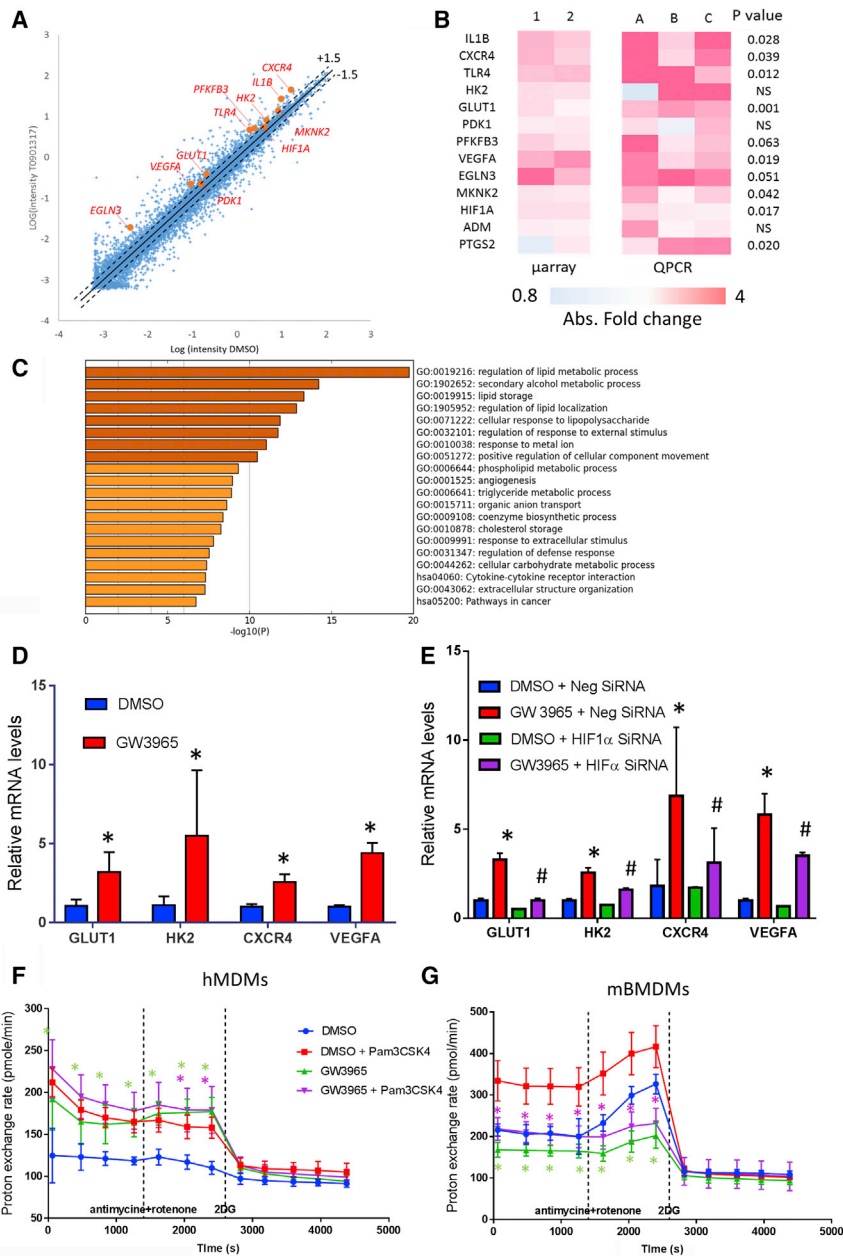 A
3
2
1
0
-1
-2
-3
-4
-4 -3 -2 -1 0 1 2 3
LOG(intensity T0901317)
Log (intensity DMSO)
+1.5
-1.5
CXCR4
IL1B
PFKFB3
HK2
TLR4
MKNK2
HIF1A
GLUT1
VEGFA
PDK1
EGLN3
B
1 2 A B C P value
IL1B 0.028
CXCR4 0.039
TLR4 0.012
HK2 NS
GLUT1 0.001
PDK1 NS
PFKFB3 0.063
VEGFA 0.019
EGLN3 0.051
MKNK2 0.042
HIF1A 0.017
ADM NS
PTGS2 0.020
µarray QPCR
0.8 4
Abs. Fold change
C
GO:0019216: regulation of lipid metabolic process
GO:1902652: secondary alcohol metabolic process
GO:0019915: lipid storage
GO:1905952: regulation of lipid localization
GO:0071222: cellular response to lipopolysaccharide
GO:0032101: regulation of response to external stimulus
GO:0010038: response to metal ion
GO:0051272: positive regulation of cellular component movement
GO:0006644: phospholipid metabolic process
GO:0001525: angiogenesis
GO:0006641: triglyceride metabolic process
GO:0015711: organic anion transport
GO:0009108: coenzyme biosynthetic process
GO:0010878: cholesterol storage
GO:0009991: response to extracellular stimulus
GO:0031347: regulation of defense response
GO:0044262: cellular carbohydrate metabolic process
hsa04060: Cytokine-cytokine receptor interaction
GO:0043062: extracellular structure organization
hsa05200: Pathways in cancer
0 5 10 15 20
-log10(P)
D
15
10
5
0
Relative mRNA levels
DMSO
GW3965
* * * *
GLUT1 HK2 CXCR4 VEGFA
E
15
10
5
0
Relative mRNA levels
DMSO + Neg SiRNA
GW 3965 + Neg SiRNA
DMSO + HIF1α SiRNA
GW3965 + HIFα SiRNA
* # * # * # * #
GLUT1 HK2 CXCR4 VEGFA
F
hMDMs
300
250
200
150
100
50
Proton exchange rate (pmole/min)
DMSO
DMSO + Pam3CSK4
GW3965
GW3965 + Pam3CSK4
antimycine+rotenone 2DG
0 1000 2000 3000 4000 5000
TIme (s)
G
mBMDMs
500
400
300
200
100
0
Proton exchange rate (pmol/min)
antimycine+rotenone 2DG
0 1000 2000 3000 4000 5000
TIme (s)